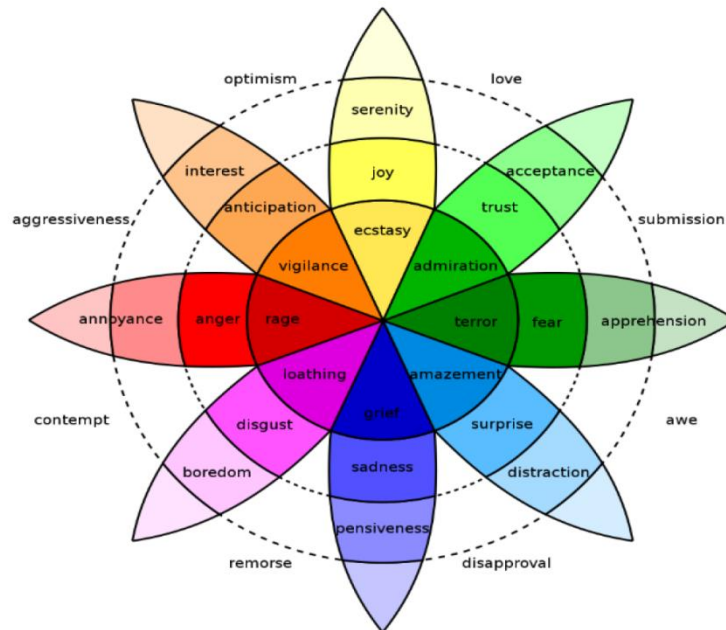 optimism
love
serenity
interest
acceptance
joy
anticipation
trust
aggressiveness
submission
ecstasy
vigilance
admiration
annoyance
anger
rage
terror
fear
apprehension
loathing
amazement
contempt
grief
awe
disgust
surprise
boredom
sadness
distraction
pensiveness
remorse
disapproval